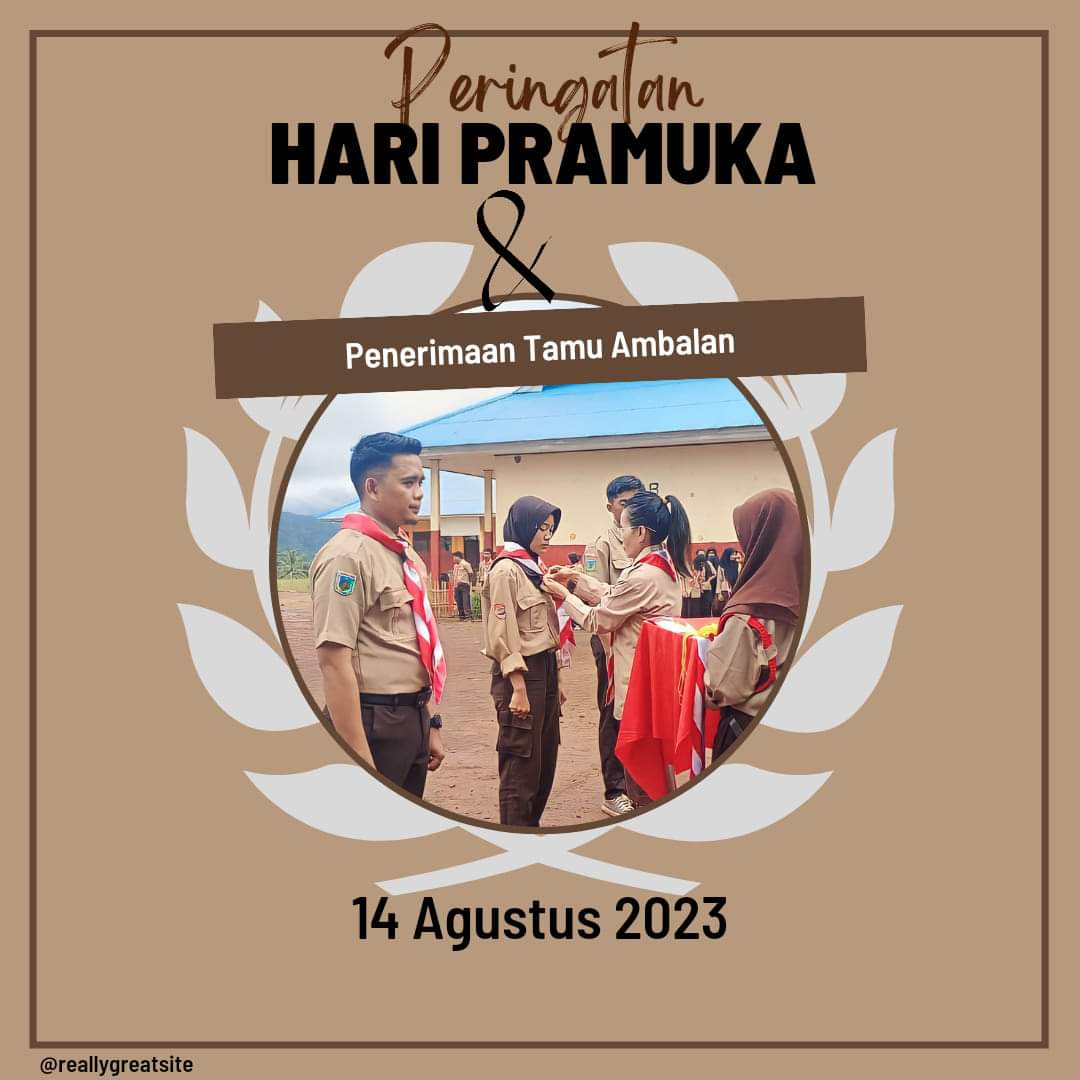 Peringatan
HARI PRAMUKA
&
Penerimaan Tamu Ambalan
14 Agustus 2023
@reallygreatsite